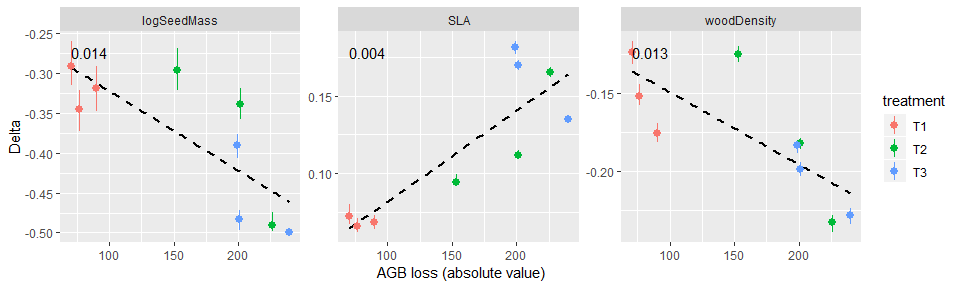 logSeedMass
SLA
woodDensity
0.014
0.004
0.013
Delta
-0.25
-0.30
-0.35
-0.40
-0.45
-0.50
0.15
0.10
-0.15
-0.20
100 150 200
100 150 200
100 150 200
AGB loss (absolute value)
treatment
T1
T2
T3